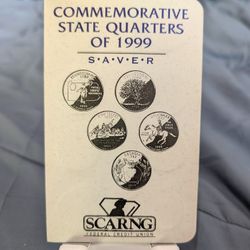 COMMEMORATIVE
STATE QUARTERS
OF 1999
S•A•V•E•R
SCARNG
FEDERAL CREDIT UNION